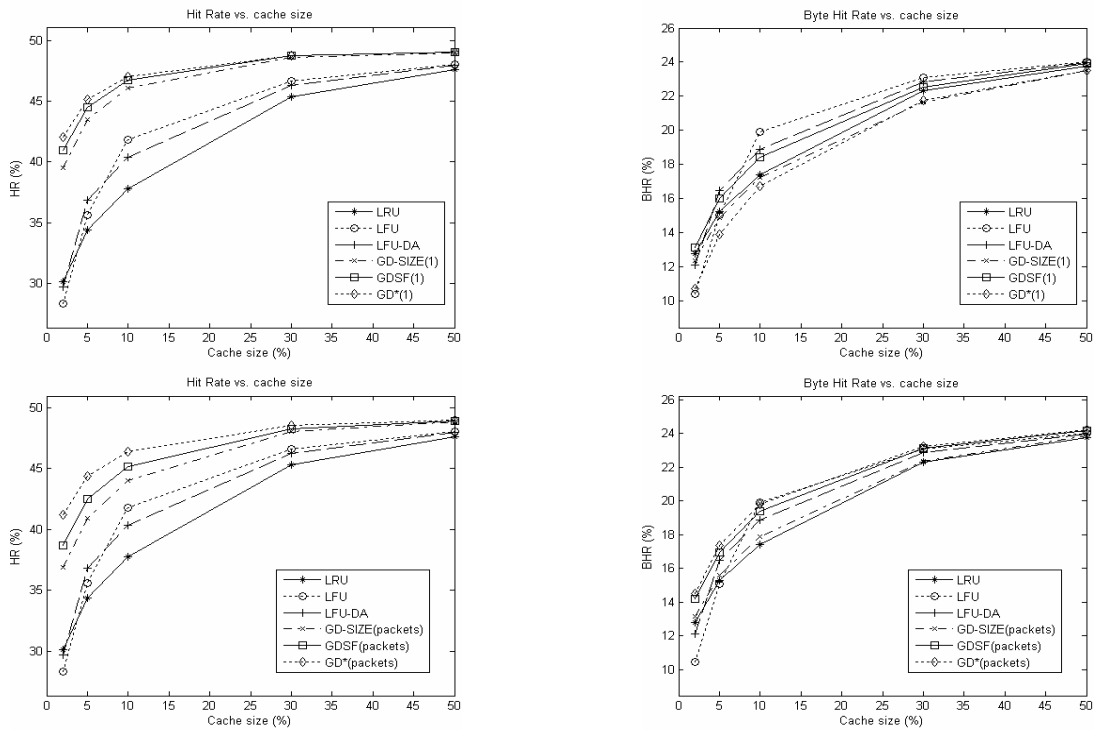 Hit Rate vs. cache size
50
45
40
35
30
HR (%)
0 5 10 15 20 25 30 35 40 45 50
Cache size (%)
LRU
LFU
LFU-DA
GD-SIZE(1)
GDSF(1)
GD*(1)
Byte Hit Rate vs. cache size
26
24
22
20
18
16
14
12
10
BHR (%)
0 5 10 15 20 25 30 35 40 45 50
Cache size (%)
LRU
LFU
LFU-DA
GD-SIZE(1)
GDSF(1)
GD*(1)
Hit Rate vs. cache size
50
45
40
35
30
HR (%)
0 5 10 15 20 25 30 35 40 45 50
Cache size (%)
LRU
LFU
LFU-DA
GD-SIZE(packets)
GDSF(packets)
GD*(packets)
Byte Hit Rate vs. cache size
26
24
22
20
18
16
14
12
10
BHR (%)
0 5 10 15 20 25 30 35 40 45 50
Cache size (%)
LRU
LFU
LFU-DA
GD-SIZE(packets)
GDSF(packets)
GD*(packets)